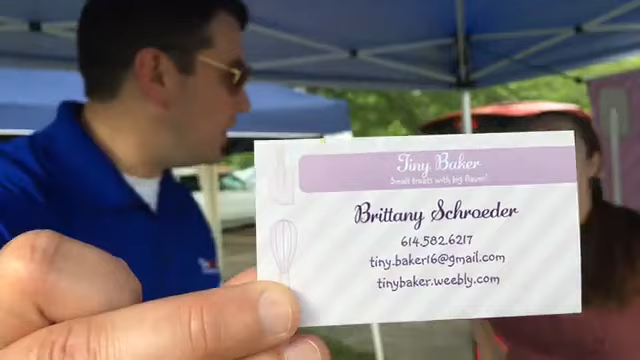 Tiny Baker
Small treats with big flavor!
Brittany Schroeder
614.582.6217
tiny.baker16@gmail.com
tinybaker.weebly.com